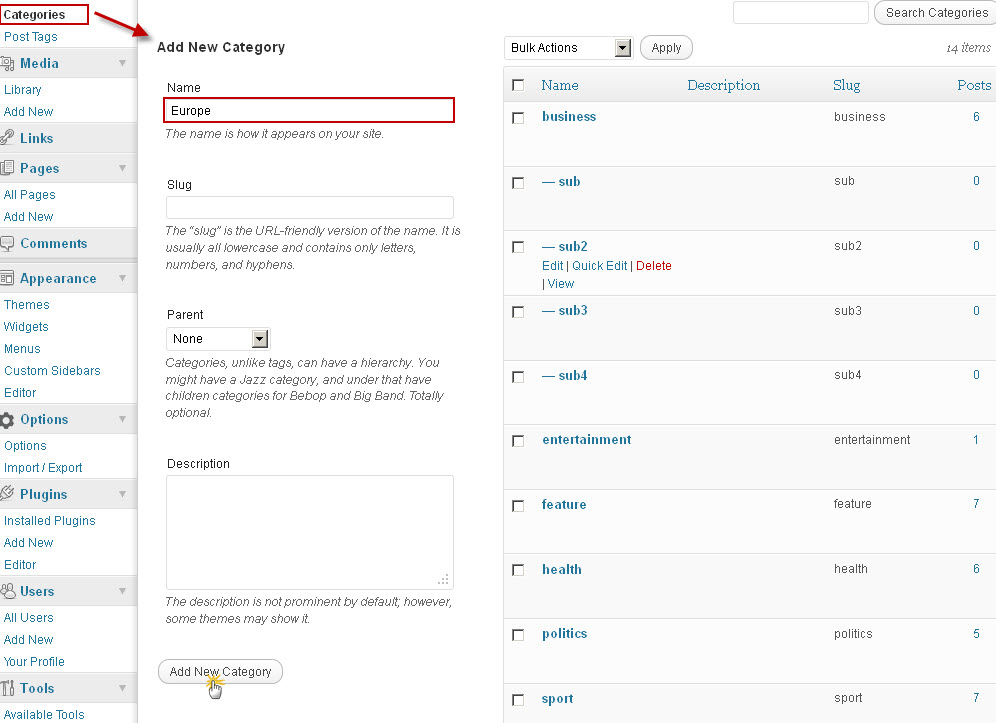 Categories
Post Tags
Media
Library
Add New
Links
Pages
All Pages
Add New
Comments
Appearance
Themes
Widgets
Menus
Custom Sidebars
Editor
Options
Options
Import / Export
Plugins
Installed Plugins
Add New
Editor
Users
All Users
Add New
Your Profile
Tools
Available Tools
Add New Category
Name
Europe
The name is how it appears on your site.
Slug
The "slug" is the URL-friendly version of the name. It is
usually all lowercase and contains only letters,
numbers, and hyphens.
Parent
None
Categories, unlike tags, can have a hierarchy. You
might have a Jazz category, and under that have
children categories for Bebop and Big Band. Totally
optional.
Description
The description is not prominent by default; however,
some themes may show it.
Add New Category
Search Categories
Bulk Actions Apply 14 items
Name Description Slug Posts
business business 6
— sub sub 0
— sub2 sub2 0
Edit | Quick Edit | Delete
| View
— sub3 sub3 0
— sub4 sub4 0
entertainment entertainment 1
feature feature 7
health health 6
politics politics 5
sport sport 7